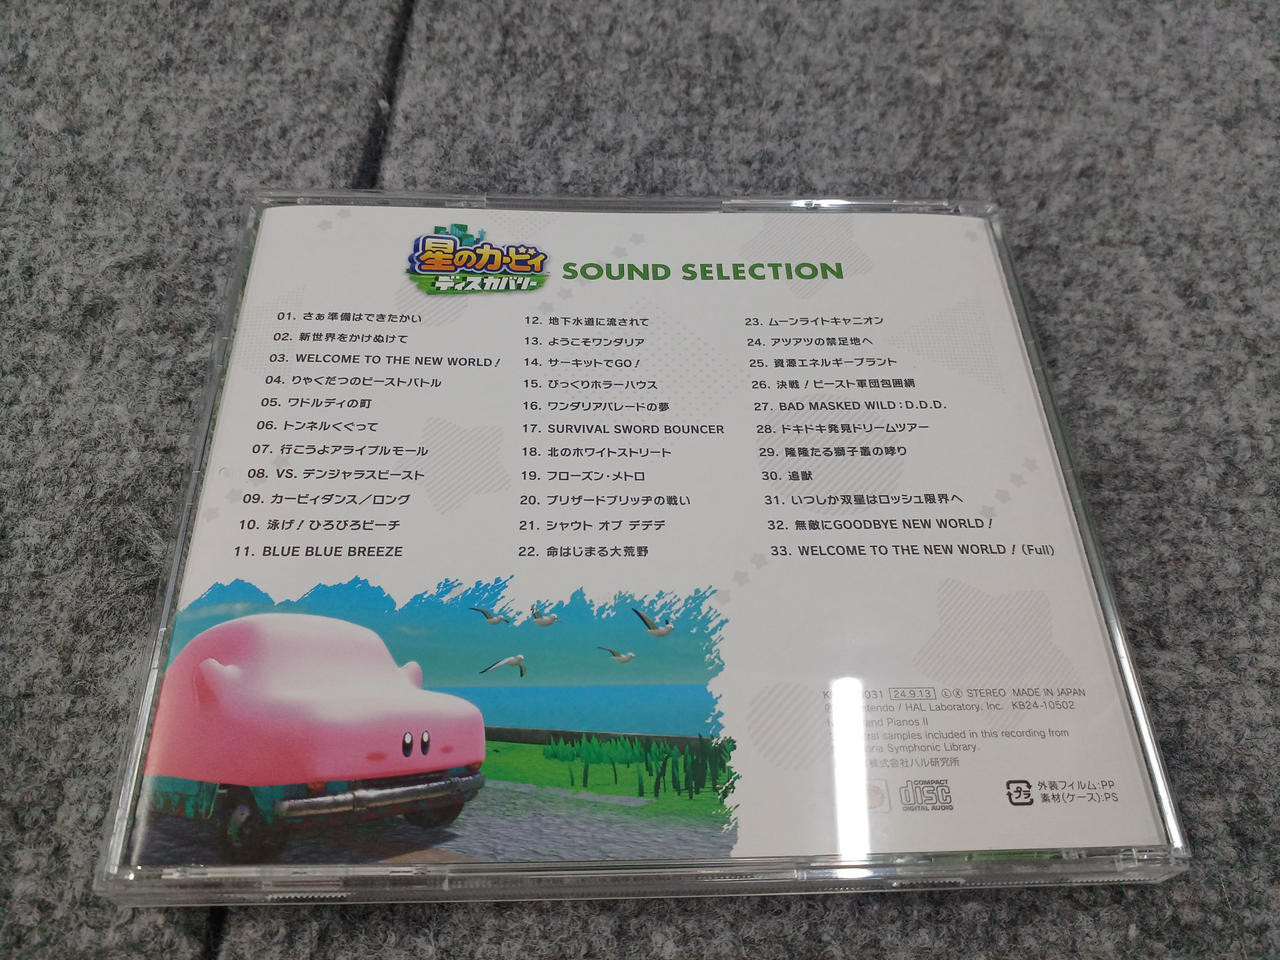 星のカービィ
ディスカバリー
SOUND SELECTION
01. さぁ準備はできたかい
02. 新世界をかけぬけて
03. WELCOME TO THE NEW WORLD!
04. りゃくだつのビーストバトル
05. ワドルディの町
06. トンネルくぐって
07. 行こうよアライブルモール
08. VS. デンジャラスビースト
09. カービィダンス／ロング
10. 泳げ！ひろびろビーチ
11. BLUE BLUE BREEZE
12. 地下水道に流されて
13. ようこそワンダリア
14. サーキットでGO！
15. びっくりホラーハウス
16. ワンダリアパレードの夢
17. SURVIVAL SWORD BOUNCER
18. 北のホワイトストリート
19. フローズン・メトロ
20. ブリザードブリッヂの戦い
21. シャウト オブ デデデ
22. 命はじまる大荒野
23. ムーンライトキャニオン
24. アツアツの禁足地へ
25. 資源エネルギープラント
26. 決戦！ビースト軍団包囲網
27. BAD MASKED WILD：D.D.D.
28. ドキドキ発見ドリームツアー
29. 隆隆たる獅子叢の哮り
30. 追獣
31. いつしか双星はロッシュ限界へ
32. 無敵にGOODBYE NEW WORLD！
33. WELCOME TO THE NEW WORLD！(Full)
0031 24.9.13 Ⓛ Ⓧ STEREO MADE IN JAPAN
Nintendo / HAL Laboratory, Inc. KB24-10502
Pianos II
samples included in this recording from
Symphonic Library.
株式会社ハル研究所
COMPACT
disc
DIGITAL AUDIO
プラ
外装フィルム:PP
素材(ケース):PS